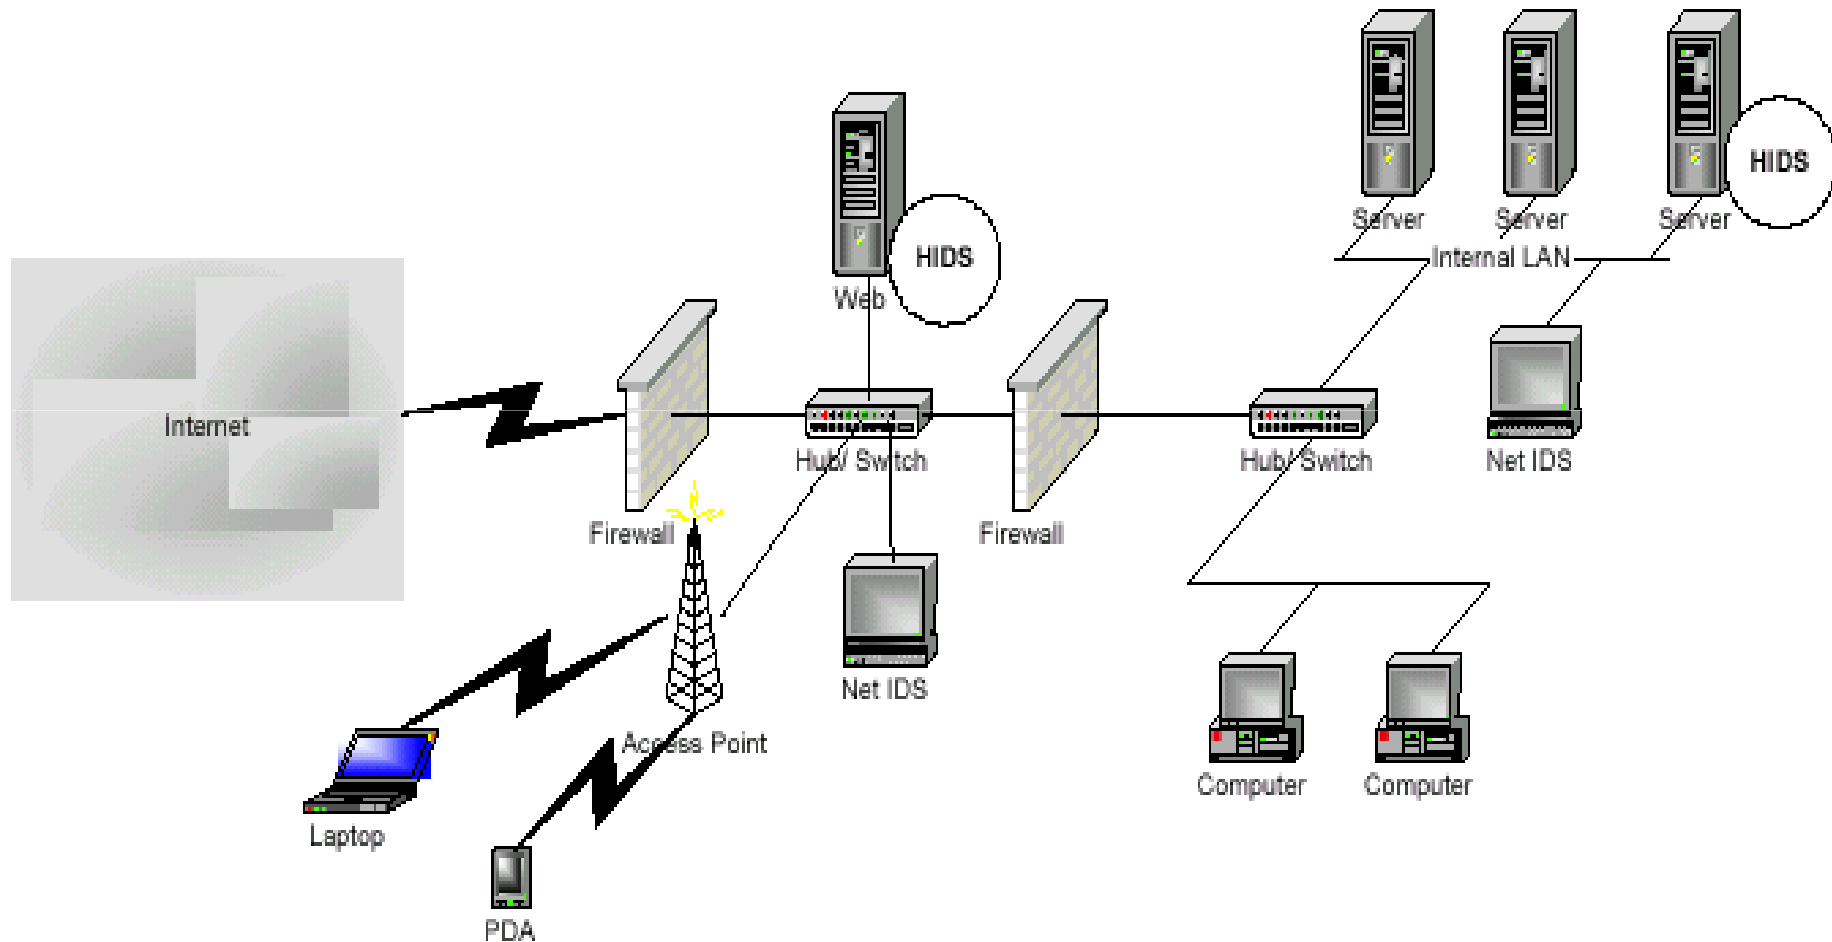 Server
Server
Server
HIDS
Internal LAN
HIDS
Web
Internet
Hub/ Switch
Hub/ Switch
Net IDS
Firewall
Firewall
Net IDS
Access Point
Computer
Computer
Laptop
PDA